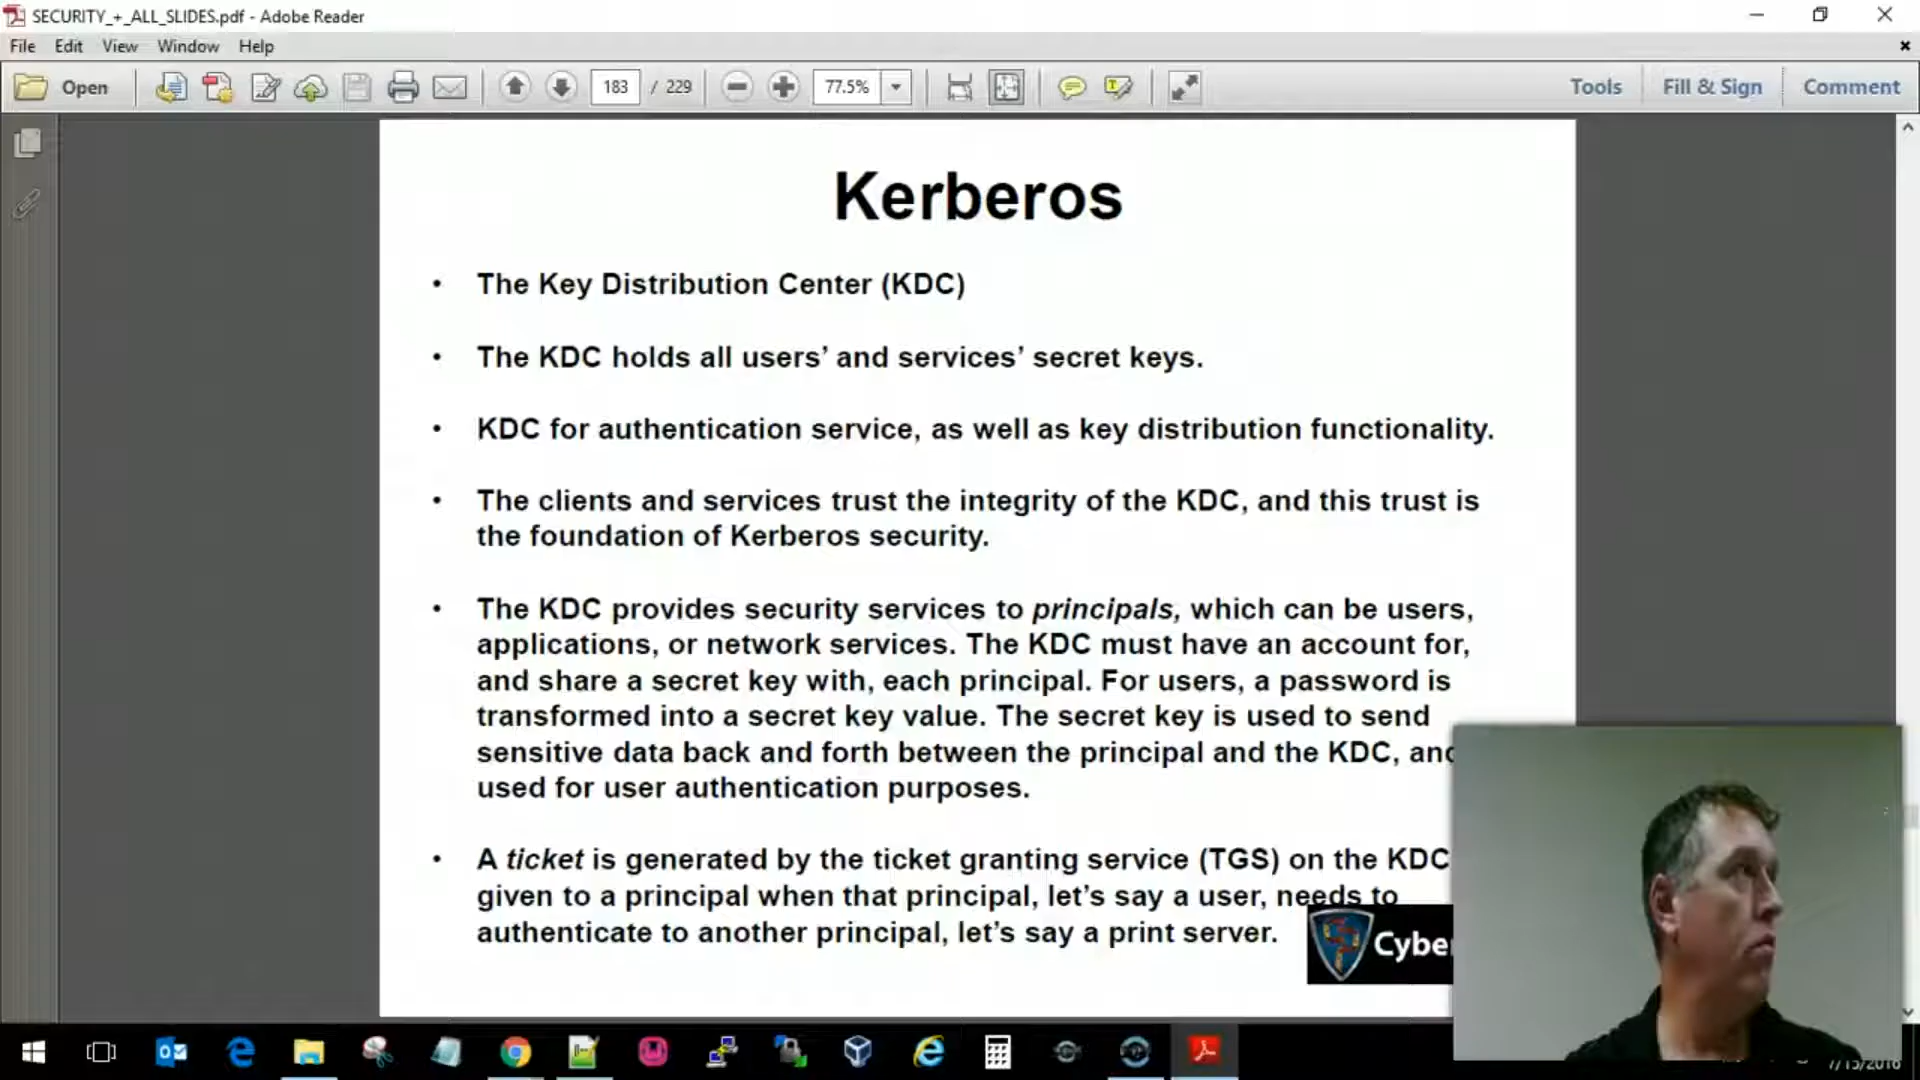 SECURITY_+_ALL_SLIDES.pdf - Adobe Reader
File Edit View Window Help
Open 183 / 229 77.5% Tools Fill & Sign Comment
Kerberos
• The Key Distribution Center (KDC)
• The KDC holds all users’ and services’ secret keys.
• KDC for authentication service, as well as key distribution functionality.
• The clients and services trust the integrity of the KDC, and this trust is
the foundation of Kerberos security.
• The KDC provides security services to principals, which can be users,
applications, or network services. The KDC must have an account for,
and share a secret key with, each principal. For users, a password is
transformed into a secret key value. The secret key is used to send
sensitive data back and forth between the principal and the KDC, and
used for user authentication purposes.
• A ticket is generated by the ticket granting service (TGS) on the KDC
given to a principal when that principal, let’s say a user, needs to
authenticate to another principal, let’s say a print server.
Cyber